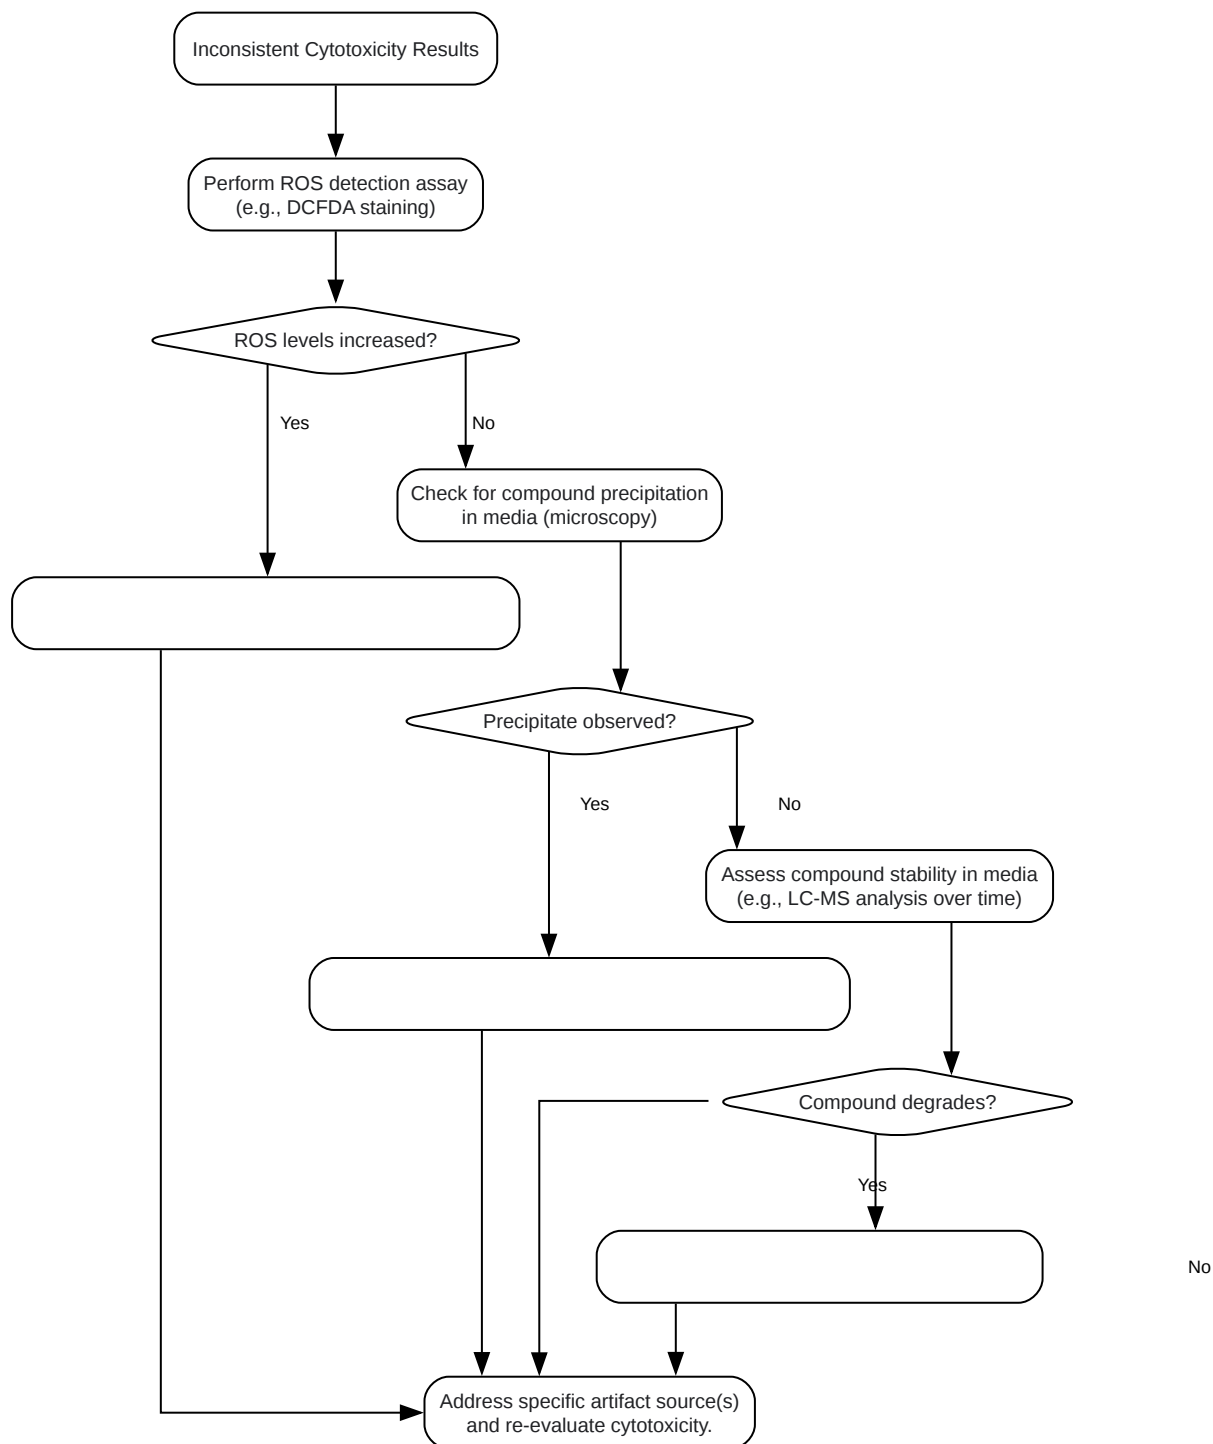 Inconsistent Cytotoxicity Results
Perform ROS detection assay
(e.g., DCFDA staining)
ROS levels increased?
Yes
No
Check for compound precipitation
in media (microscopy)
Precipitate observed?
Yes
No
Assess compound stability in media
(e.g., LC-MS analysis over time)
Compound degrades?
Yes
No
Address specific artifact source(s)
and re-evaluate cytotoxicity.